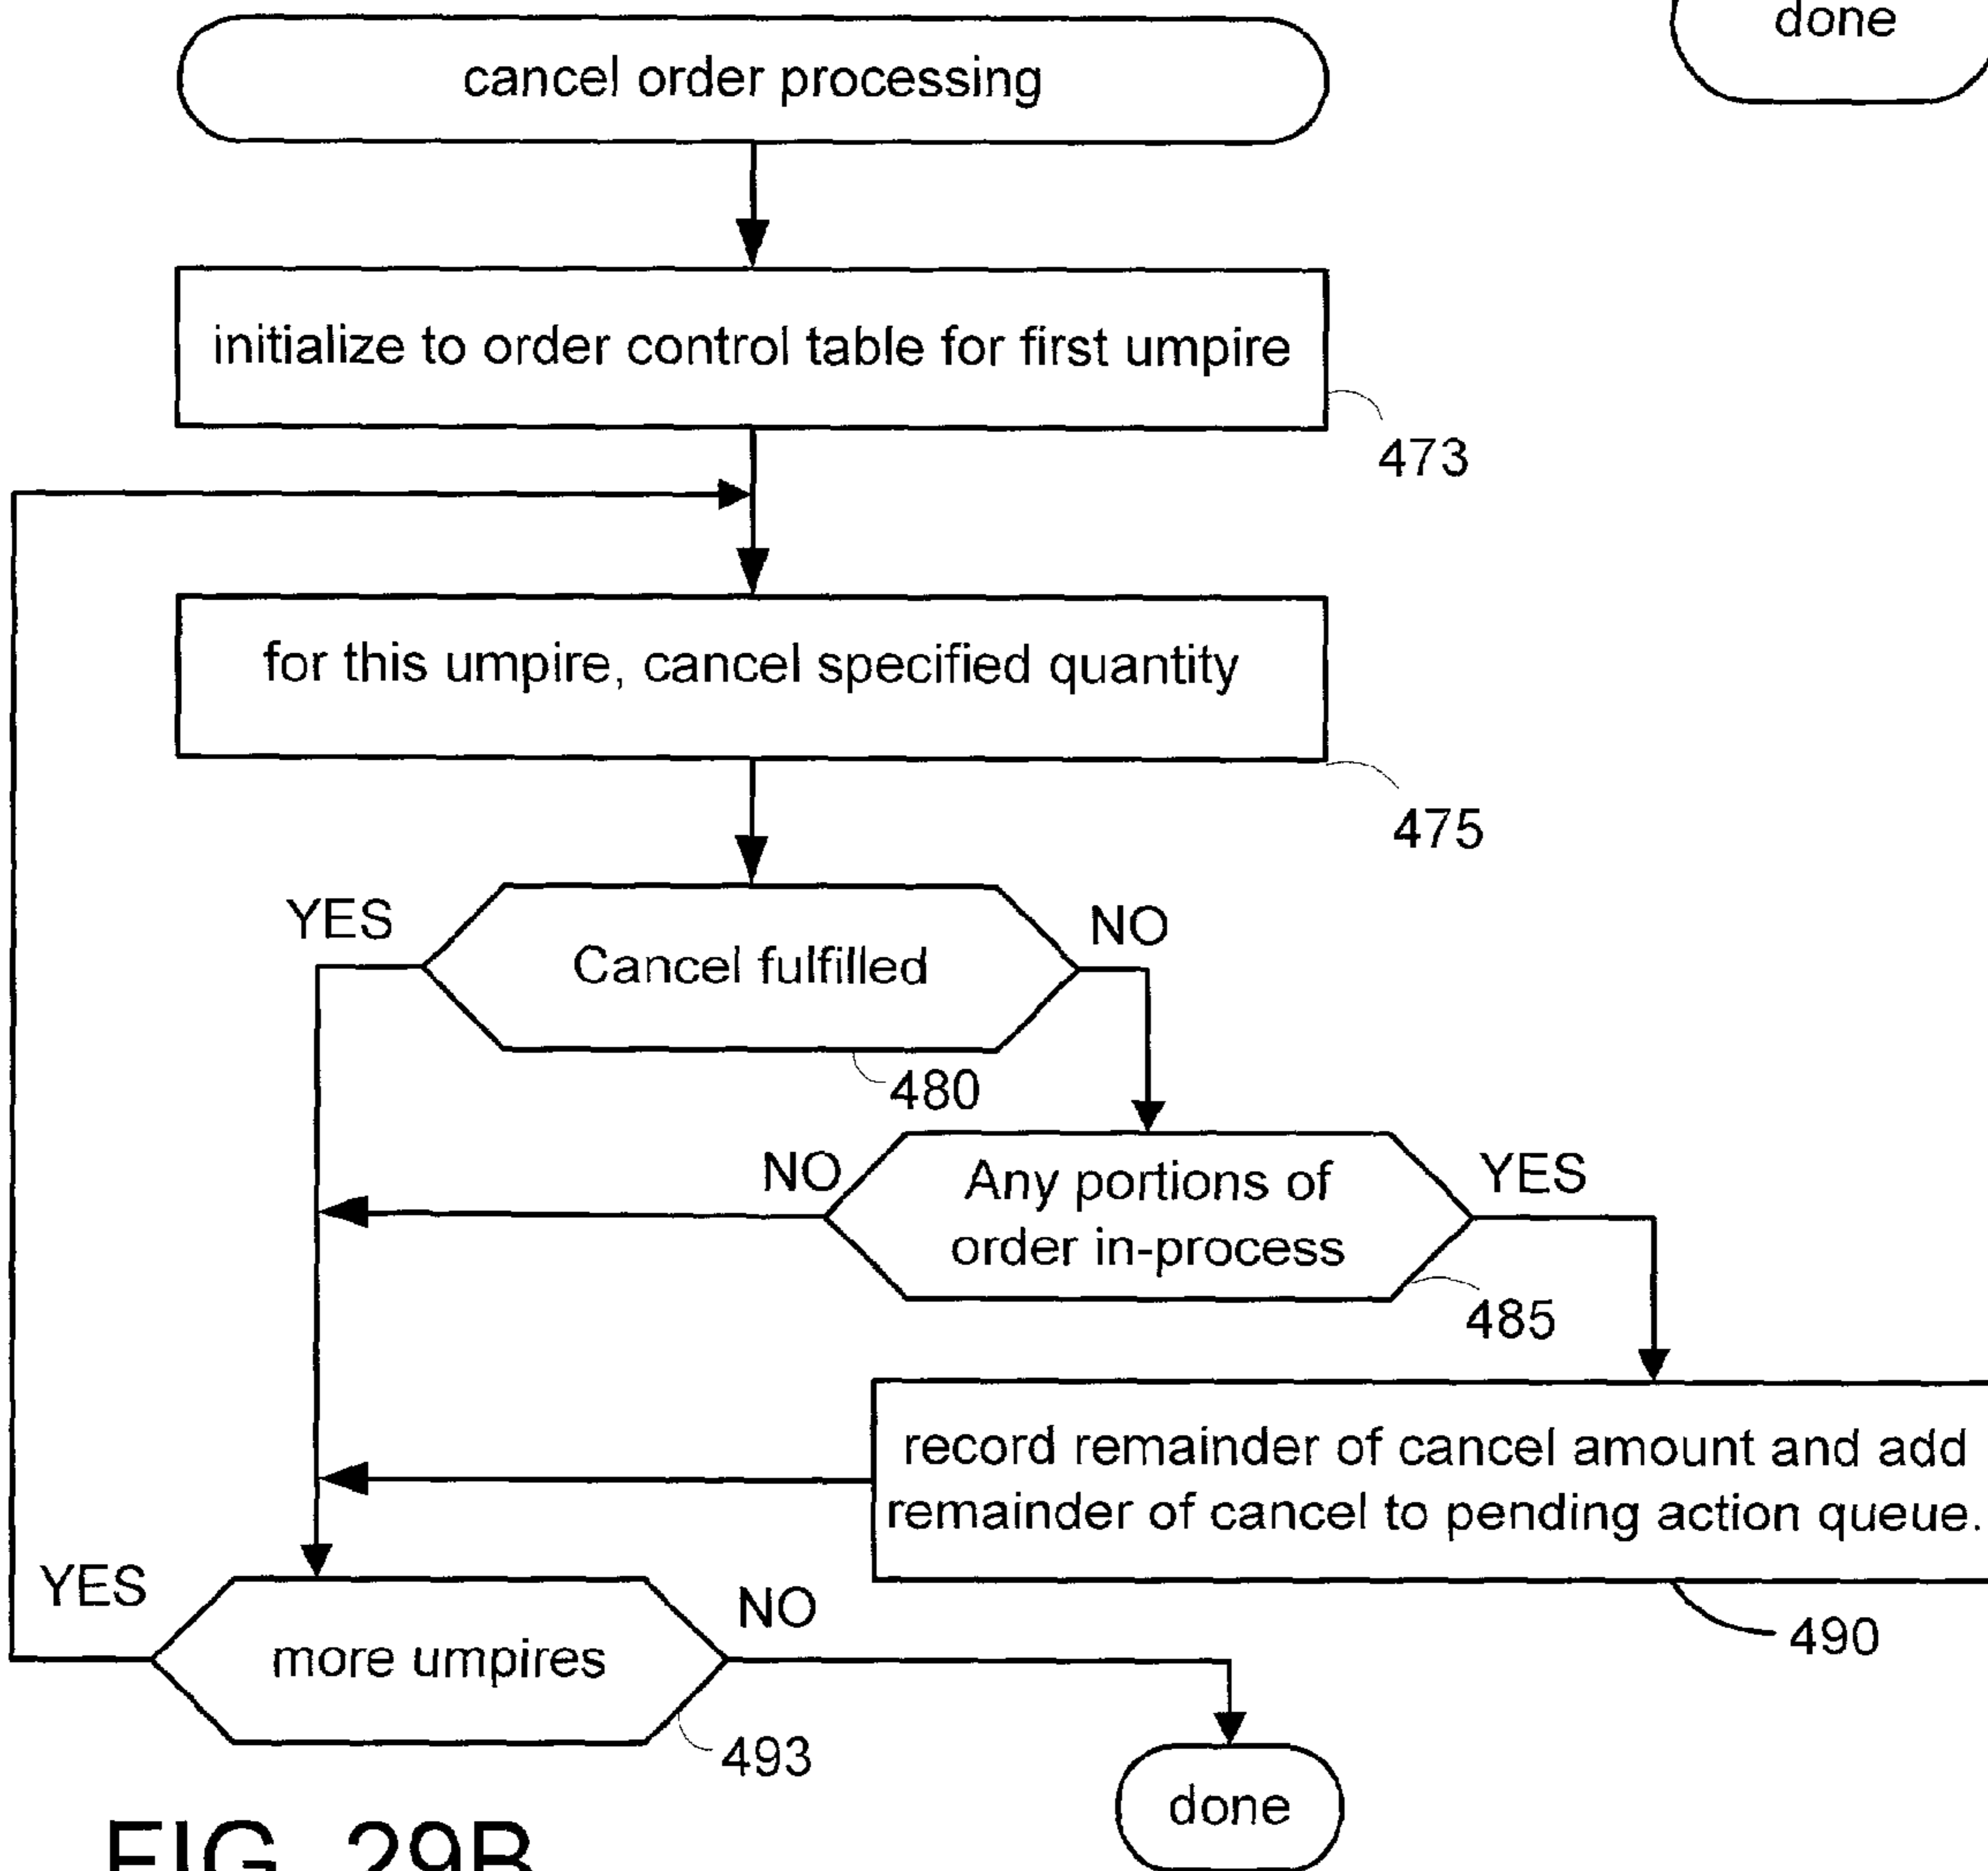 done
cancel order processing
initialize to order control table for first umpire
473
for this umpire, cancel specified quantity
475
YES
NO
Cancel fulfilled
480
NO
YES
Any portions of
order in-process
485
record remainder of cancel amount and add
remainder of cancel to pending action queue.
490
YES
NO
more umpires
493
done
FIG. 29B